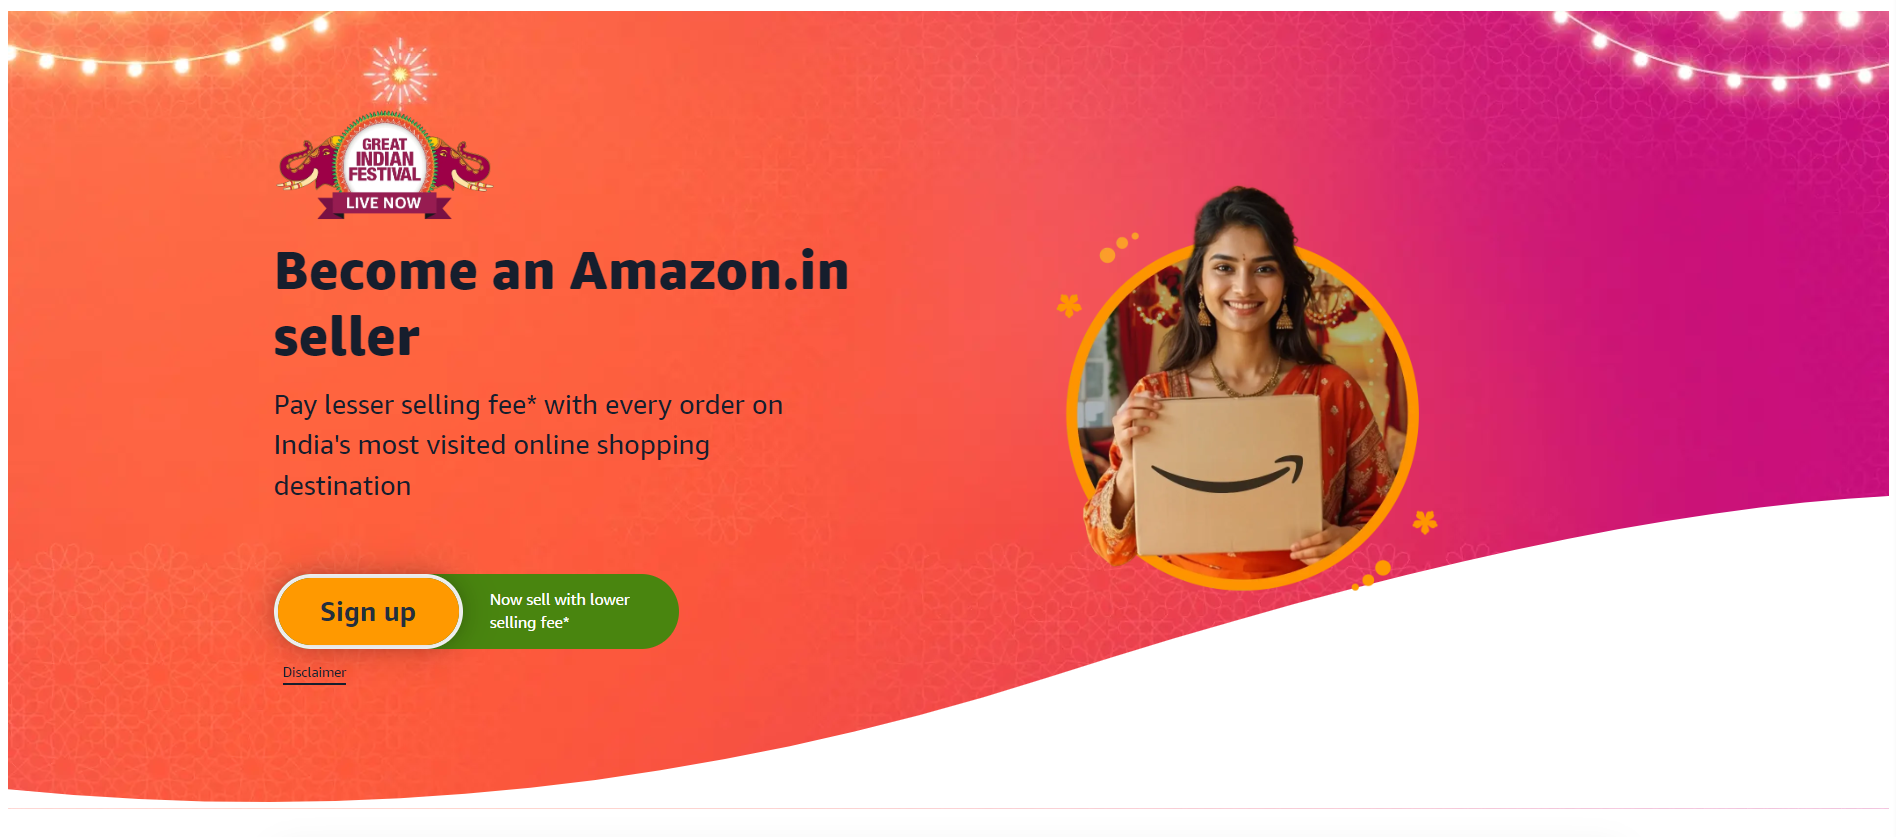 GREAT
INDIAN
FESTIVAL
LIVE NOW
Become an Amazon.in
seller
Pay lesser selling fee* with every order on
India's most visited online shopping
destination
Sign up
Now sell with lower
selling fee*
Disclaimer